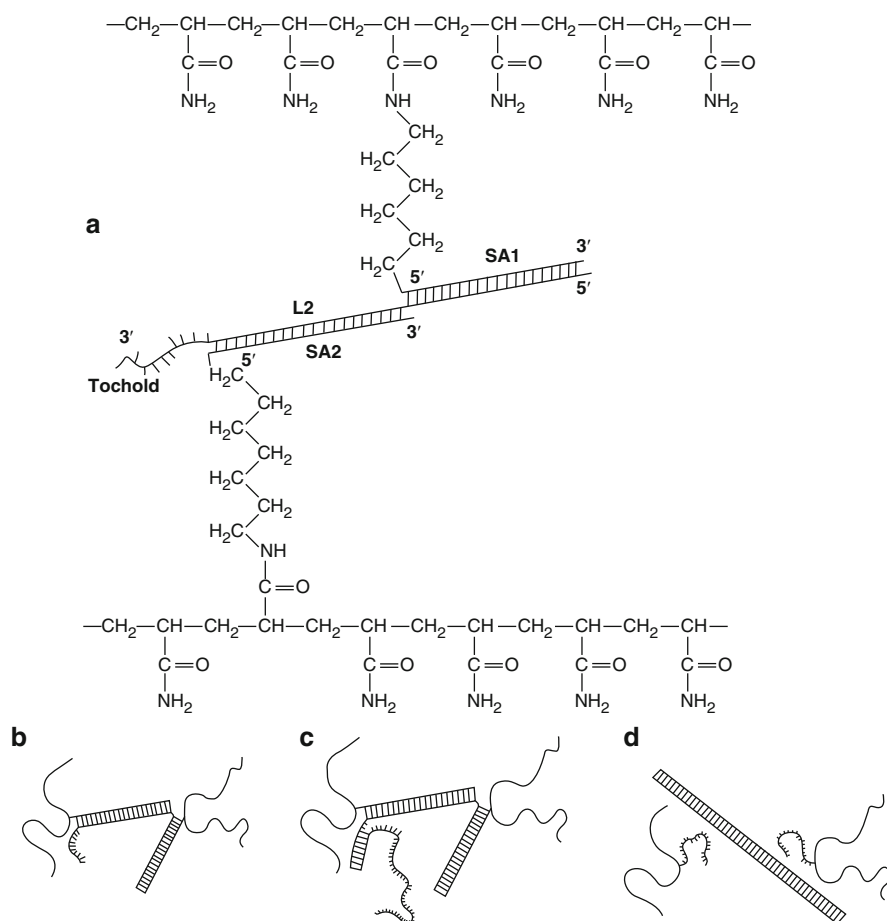 —CH2—CH—CH2—CH—CH2—CH—CH2—CH—CH2—CH—CH2—CH—
C=O C=O C=O C=O C=O C=O
NH2 NH2 NH NH2 NH2 NH2
CH2
H2C
CH2
H2C
a
CH2
SA1 3′
H2C 5′
5′
L2
3′ 3′
SA2
5′
Tochold
H2C
CH2
H2C
CH2
H2C
CH2
H2C
NH
C=O
—CH2—CH—CH2—CH—CH2—CH—CH2—CH—CH2—CH—CH2—CH—
C=O C=O C=O C=O C=O
NH2 NH2 NH2 NH2 NH2
b c d